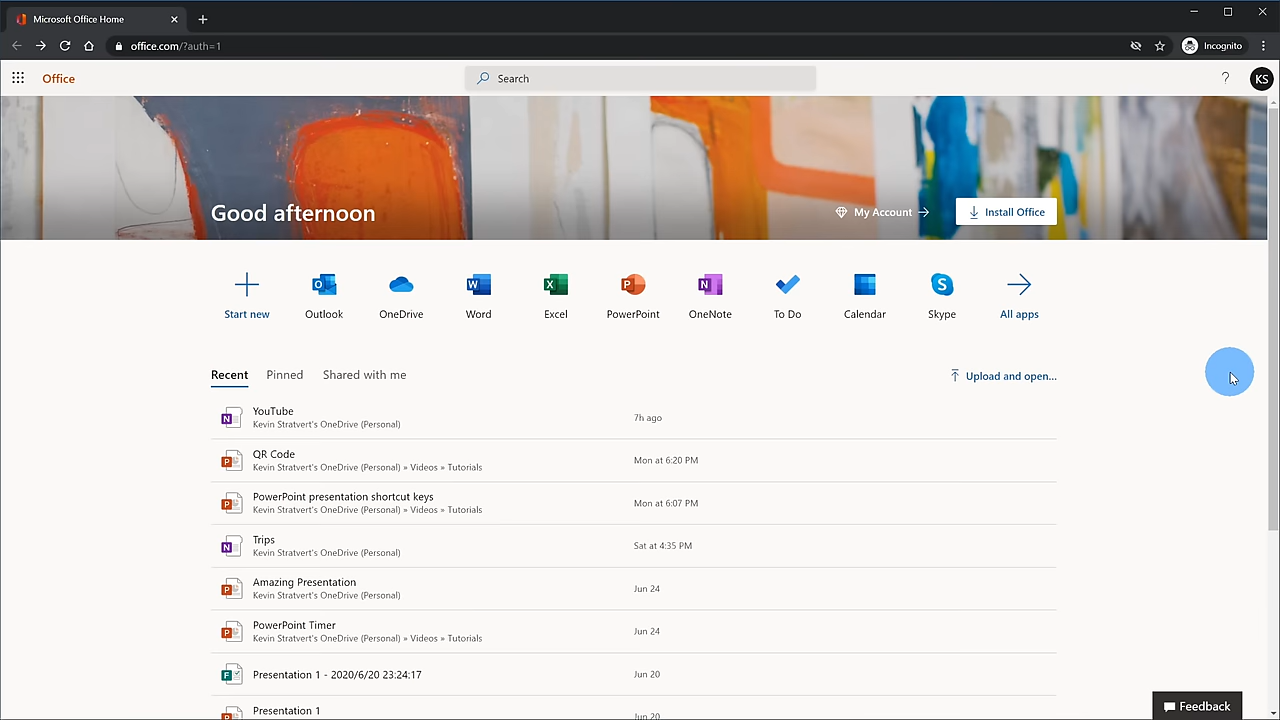 Microsoft Office Home
office.com/?auth=1
Incognito
Office
Search
?
KS
Good afternoon
My Account
Install Office
Start new
Outlook
OneDrive
Word
Excel
PowerPoint
OneNote
To Do
Calendar
Skype
All apps
Recent
Pinned
Shared with me
Upload and open...
YouTube
Kevin Stratvert's OneDrive (Personal)
7h ago
QR Code
Kevin Stratvert's OneDrive (Personal) » Videos » Tutorials
Mon at 6:20 PM
PowerPoint presentation shortcut keys
Kevin Stratvert's OneDrive (Personal) » Videos » Tutorials
Mon at 6:07 PM
Trips
Kevin Stratvert's OneDrive (Personal)
Sat at 4:35 PM
Amazing Presentation
Kevin Stratvert's OneDrive (Personal)
Jun 24
PowerPoint Timer
Kevin Stratvert's OneDrive (Personal) » Videos » Tutorials
Jun 24
Presentation 1 - 2020/6/20 23:24:17
Jun 20
Presentation 1
Jun 20
Feedback